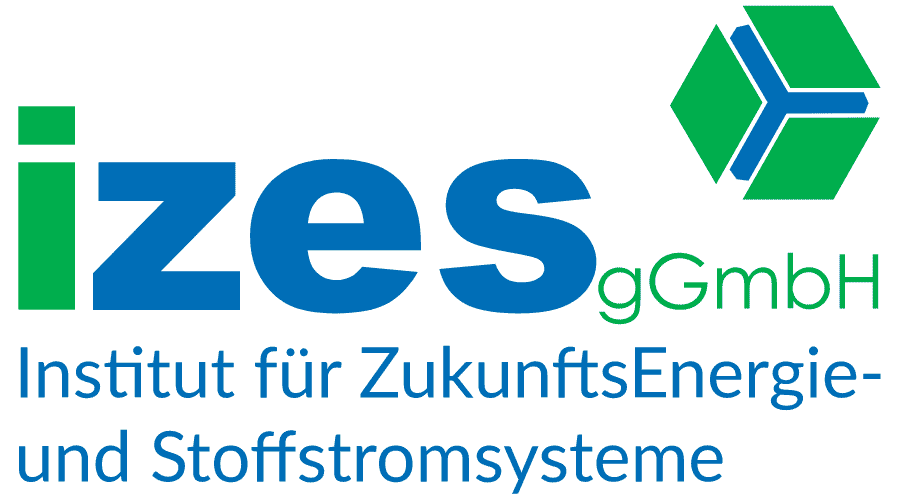 izes gGmbH
Institut für ZukunftsEnergie-
und Stoffstromsysteme